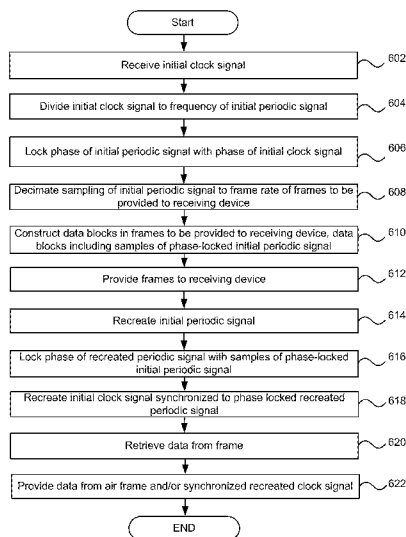 Start
Receive initial clock signal
602
Divide initial clock signal to frequency of initial periodic signal
604
Lock phase of initial periodic signal with phase of initial clock signal
606
Decimate sampling of initial periodic signal to frame rate of frames to be
provided to receiving device
608
Construct data blocks in frames to be provided to receiving device, data
blocks including samples of phase-locked initial periodic signal
610
Provide frames to receiving device
612
Recreate initial periodic signal
614
Lock phase of recreated periodic signal with samples of phase-locked
initial periodic signal
616
Recreate initial clock signal synchronized to phase locked recreated
periodic signal
618
Retrieve data from frame
620
Provide data from air frame and/or synchronized recreated clock signal
622
END